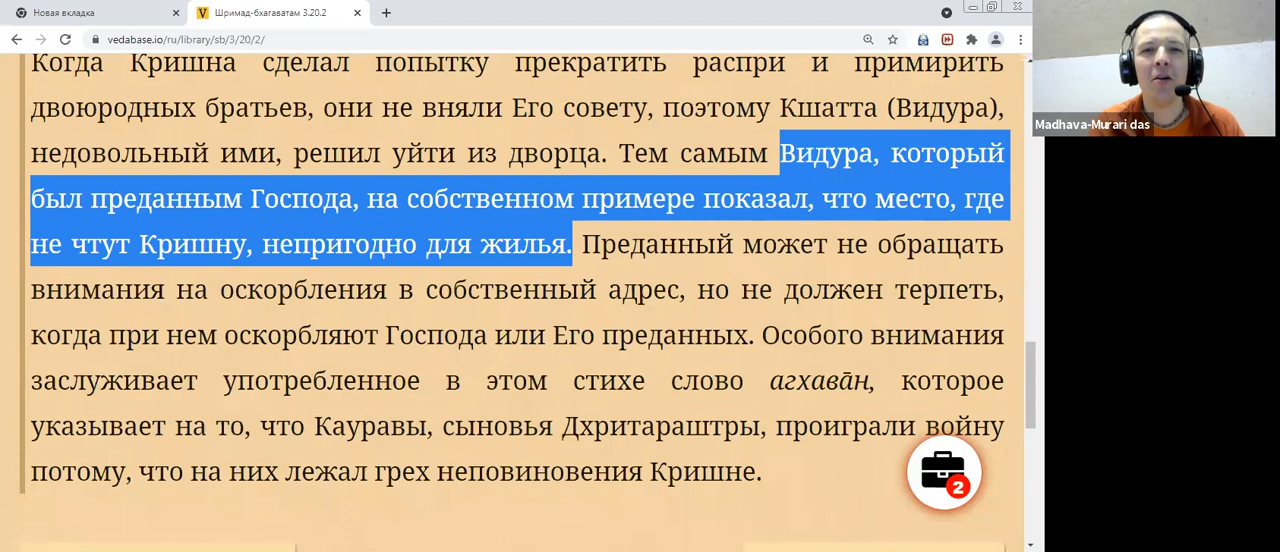 Новая вкладка
Шримад-бхагаватам 3.20.2
vedabase.io/ru/library/sb/3/20/2/
Когда Кришна сделал попытку прекратить распри и примирить
двоюродных братьев, они не вняли Его совету, поэтому Кшатта (Видура),
недовольный ими, решил уйти из дворца. Тем самым Видура, который
был преданным Господа, на собственном примере показал, что место, где
не чтут Кришну, непригодно для жилья. Преданный может не обращать
внимания на оскорбления в собственный адрес, но не должен терпеть,
когда при нем оскорбляют Господа или Его преданных. Особого внимания
заслуживает употребленное в этом стихе слово агхава̄н, которое
указывает на то, что Кауравы, сыновья Дхритараштры, проиграли войну
потому, что на них лежал грех неповиновения Кришне.
2
Madhava-Murari das